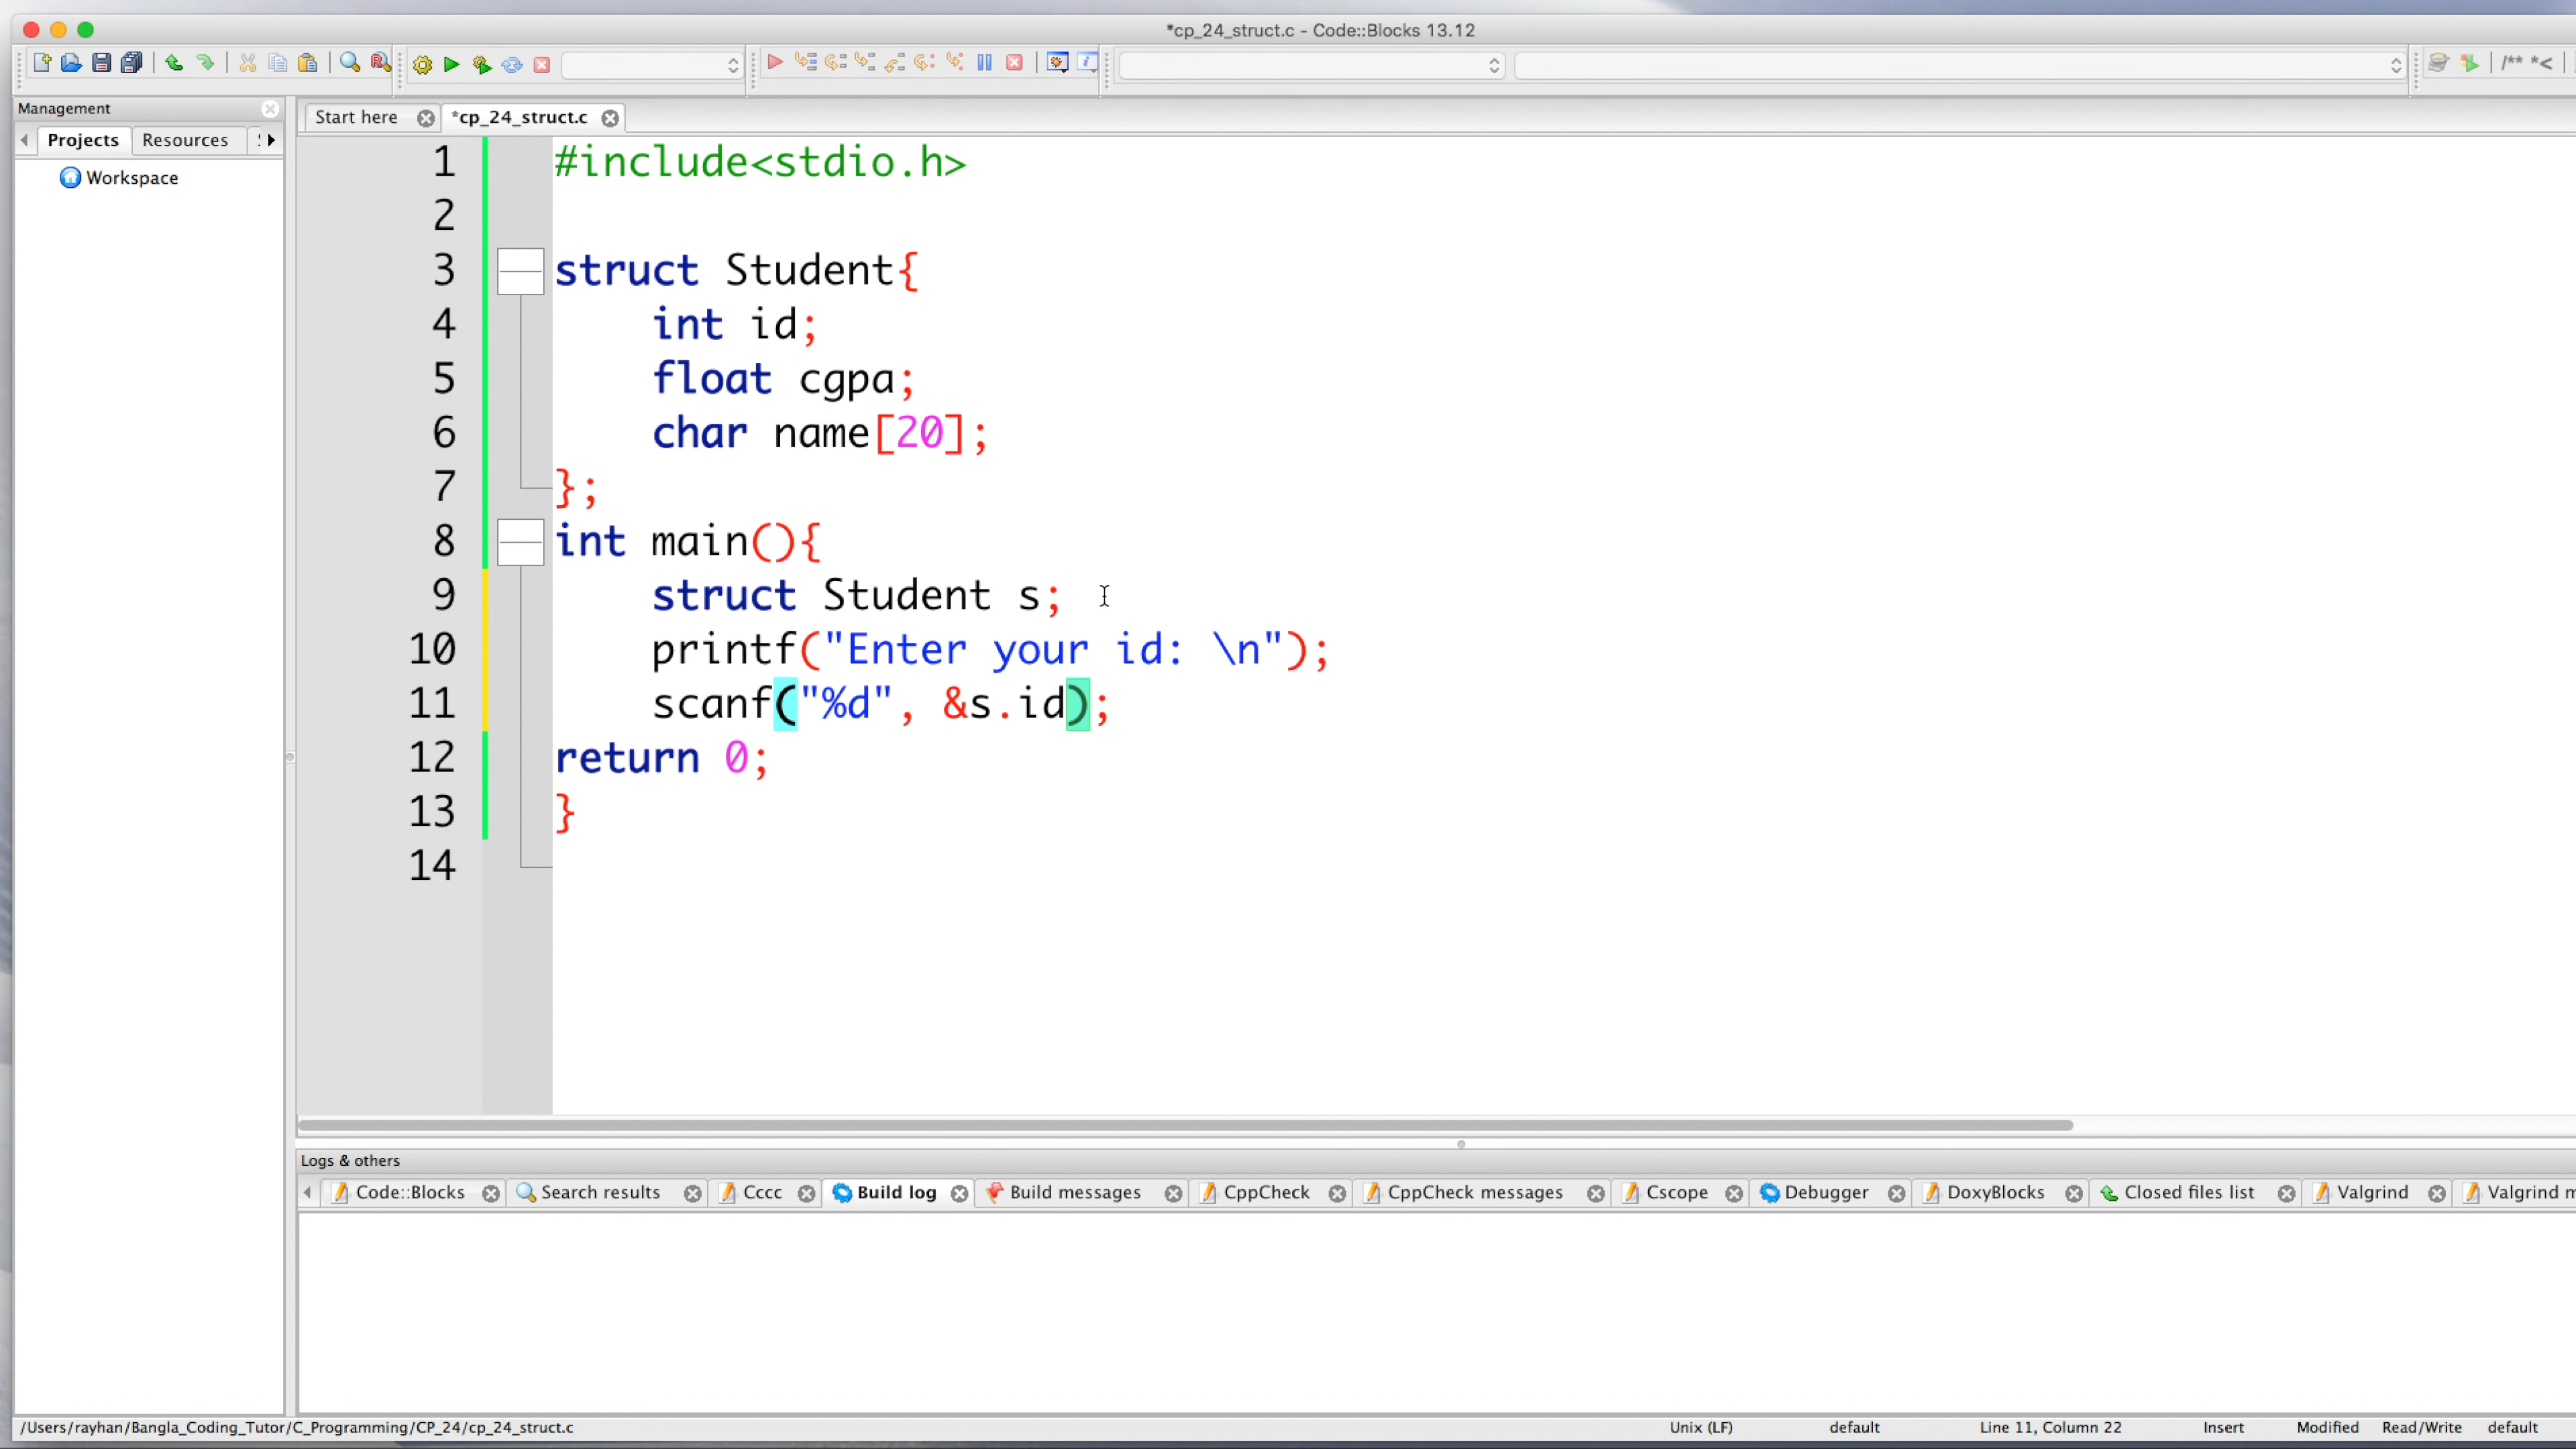 *cp_24_struct.c - Code::Blocks 13.12
/** *<
Management
Projects Resources
Workspace
Start here *cp_24_struct.c
1 #include<stdio.h>
2
3 struct Student{
4 int id;
5 float cgpa;
6 char name[20];
7 };
8 int main(){
9 struct Student s;
10 printf("Enter your id: \n");
11 scanf("%d", &s.id);
12 return 0;
13 }
14
Logs & others
Code::Blocks Search results Cccc Build log Build messages CppCheck CppCheck messages Cscope Debugger DoxyBlocks Closed files list Valgrind Valgrind m
/Users/rayhan/Bangla_Coding_Tutor/C_Programming/CP_24/cp_24_struct.c Unix (LF) default Line 11, Column 22 Insert Modified Read/Write default